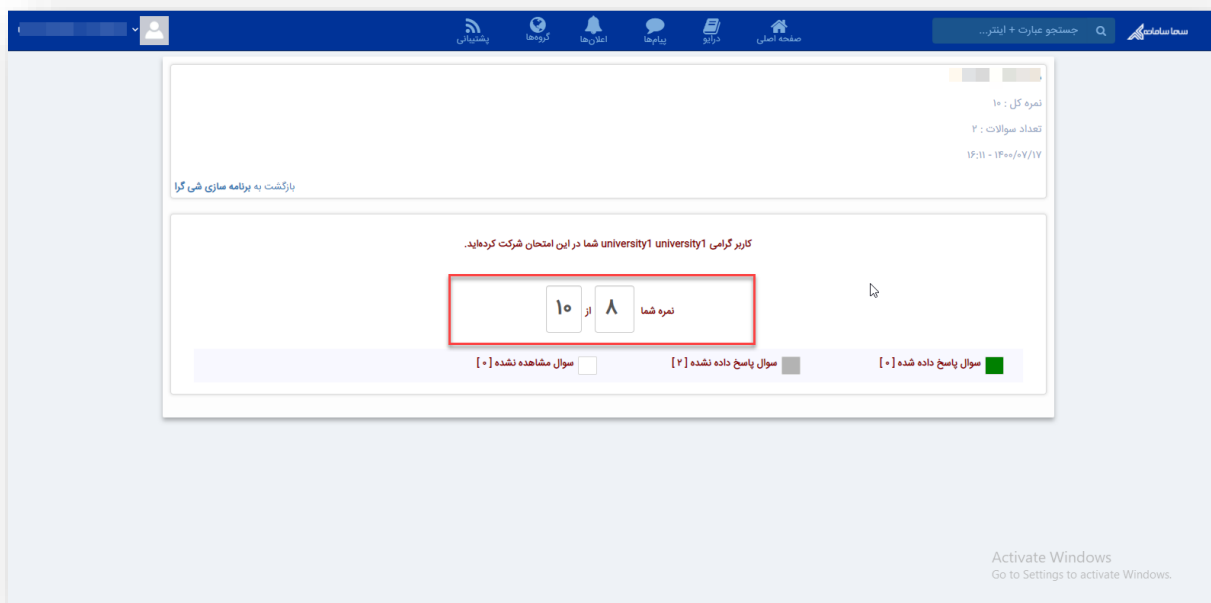 سما سامانه
جستجو عبارت + اینتر...
صفحه اصلی
درایو
پیام‌ها
اعلان‌ها
گروه‌ها
پشتیبانی
نمره کل : ۱۰
تعداد سوالات : ۲
۱۴۰۰/۰۷/۱۷ - ۱۶:۱۱
بازگشت به برنامه سازی شی گرا
کاربر گرامی university1 university1 شما در این امتحان شرکت کرده‌اید.
نمره شما ۸ از ۱۰
سوال پاسخ داده شده [ ۰ ]
سوال پاسخ داده نشده [ ۲ ]
سوال مشاهده نشده [ ۰ ]
Activate Windows
Go to Settings to activate Windows.